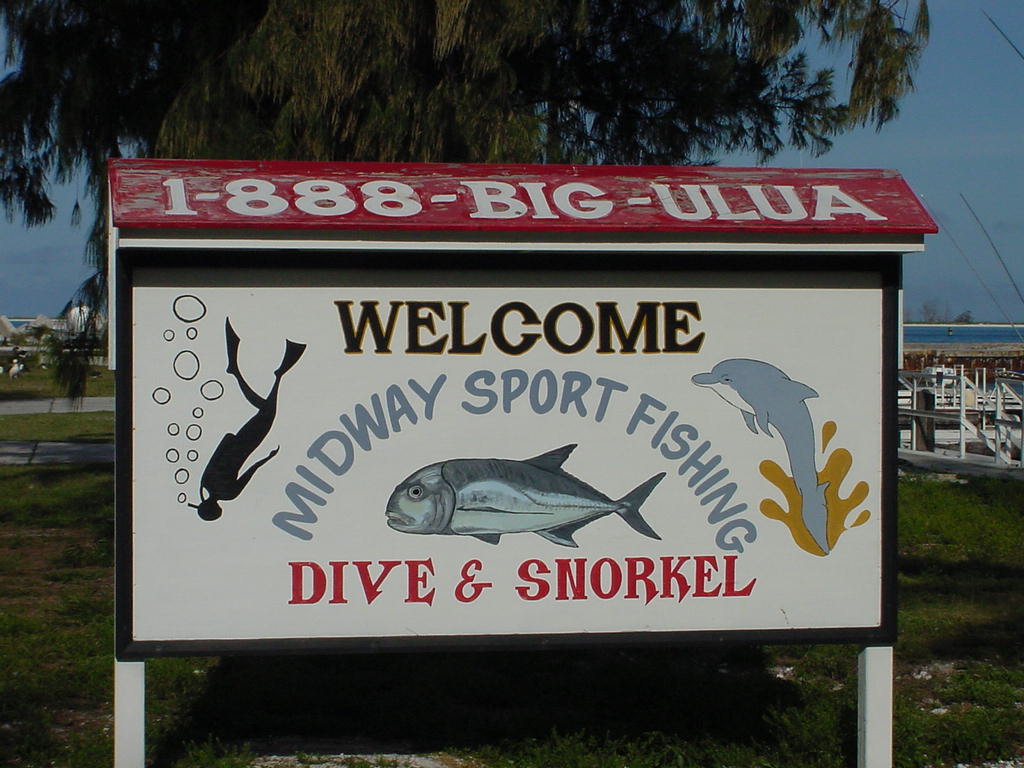 1-888-BIG-ULUA
WELCOME
MIDWAY SPORT FISHING
DIVE & SNORKEL